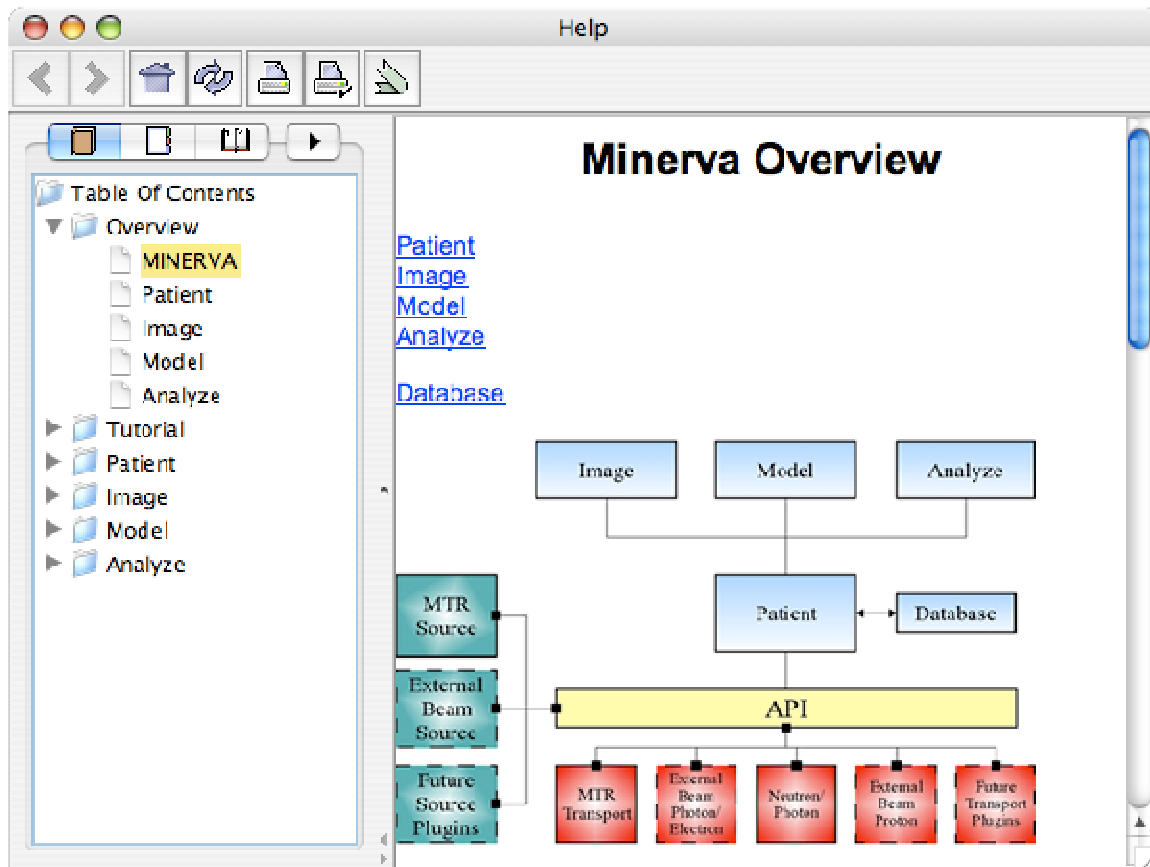 Help
Table Of Contents
Overview
MINERVA
Patient
Image
Model
Analyze
Tutorial
Patient
Image
Model
Analyze
Minerva Overview
Patient
Image
Model
Analyze
Database
Image
Model
Analyze
Patient
Database
MTR
Source
External
Beam
Source
Future
Source
Plugins
API
MTR
Transport
External
Beam
Photon/
Electron
Neutron/
Photon
External
Beam
Proton
Future
Transport
Plugins